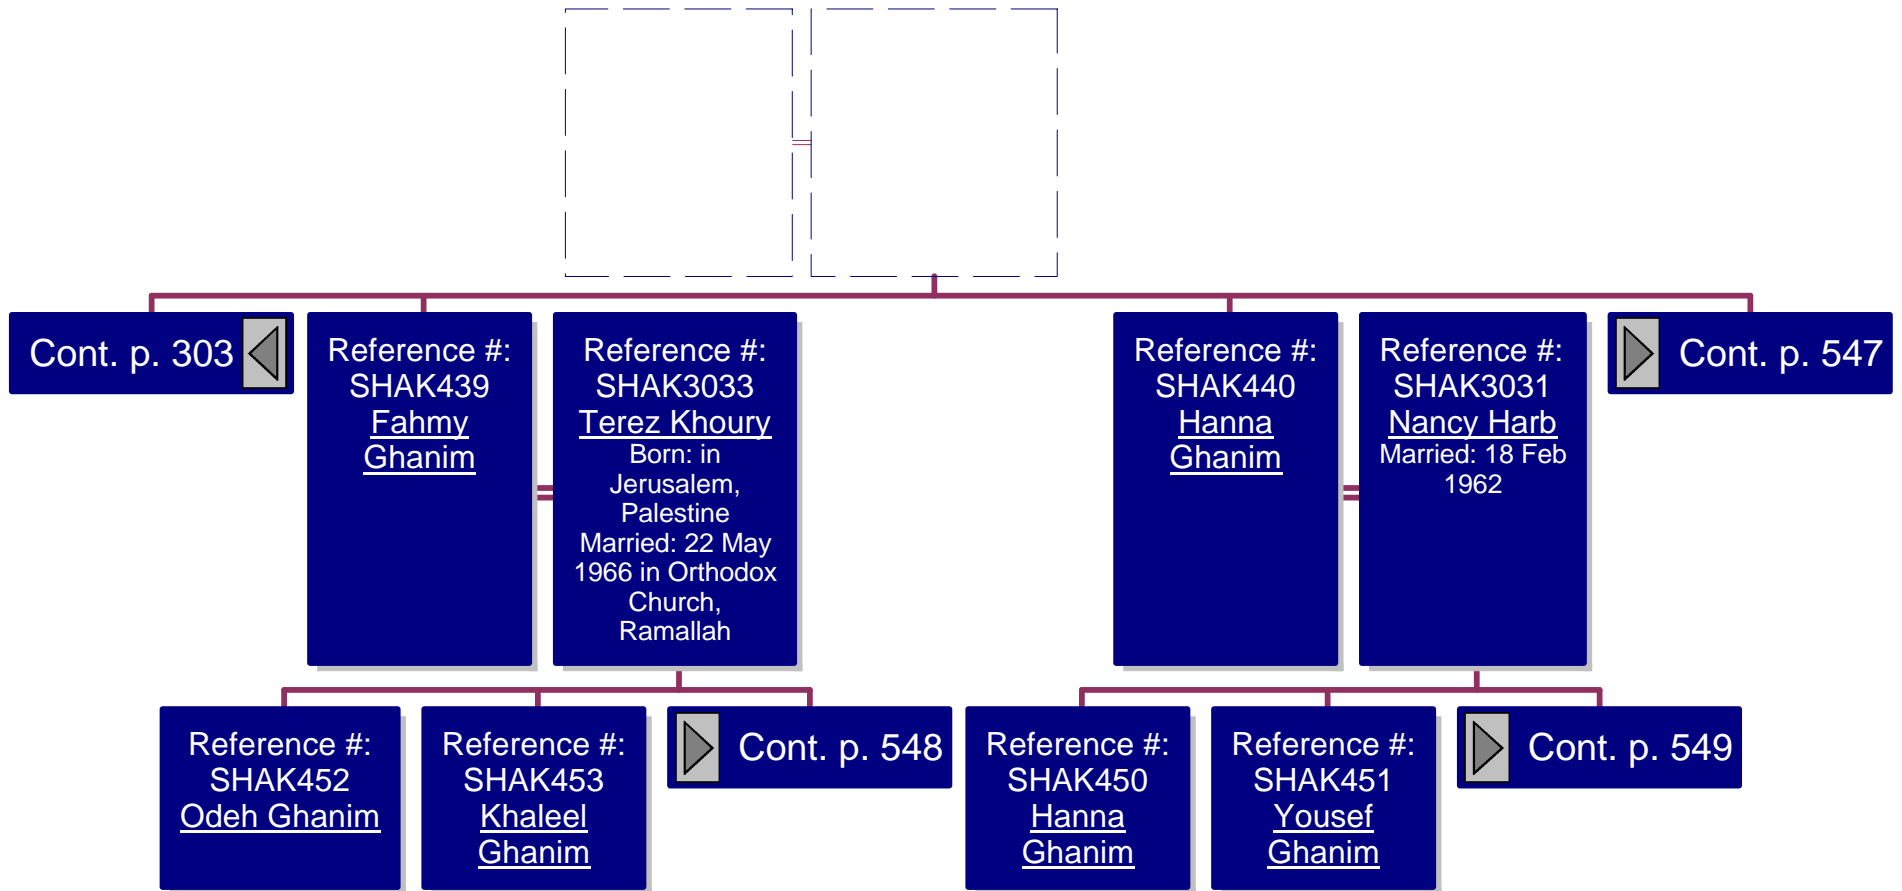 Cont. p. 303
Reference #:
SHAK439
Fahmy
Ghanim
Reference #:
SHAK3033
Terez Khoury
Born: in
Jerusalem,
Palestine
Married: 22 May
1966 in Orthodox
Church,
Ramallah
Reference #:
SHAK440
Hanna
Ghanim
Reference #:
SHAK3031
Nancy Harb
Married: 18 Feb
1962
Cont. p. 547
Reference #:
SHAK452
Odeh Ghanim
Reference #:
SHAK453
Khaleel
Ghanim
Cont. p. 548
Reference #:
SHAK450
Hanna
Ghanim
Reference #:
SHAK451
Yousef
Ghanim
Cont. p. 549